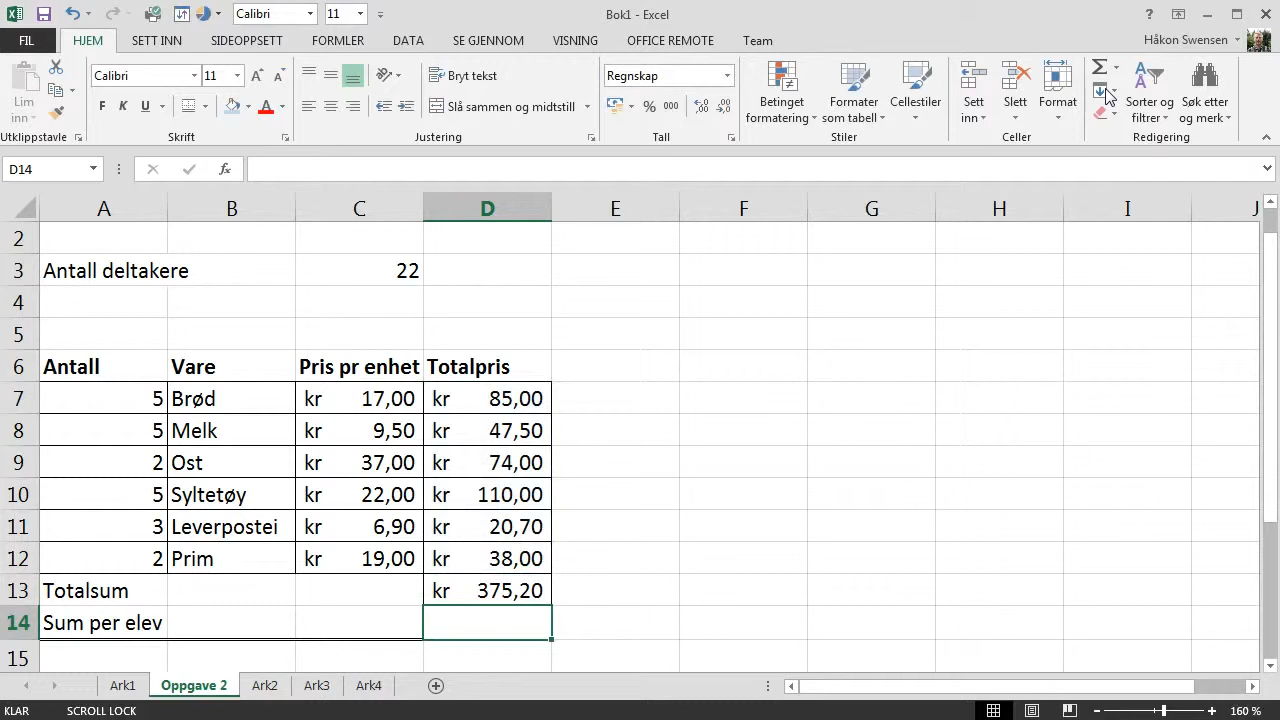 Calibri 11 Bok1 - Excel ?
FIL HJEM SETT INN SIDEOPPSETT FORMLER DATA SE GJENNOM VISNING OFFICE REMOTE Team Håkon Swensen
Lim inn
Calibri 11 A A
F K U A
Bryt tekst
Slå sammen og midtstill
Regnskap
% 000
Betinget formatering
Formater som tabell
Cellestiler
Sett inn
Slett
Format
Σ
Sorter og filtrer
Søk etter og merk
Utklippstavle Skrift Justering Tall Stiler Celler Redigering
D14 fx
A B C D E F G H I J
2
3 Antall deltakere 22
4
5
6 Antall Vare Pris pr enhet Totalpris
7 5 Brød kr 17,00 kr 85,00
8 5 Melk kr 9,50 kr 47,50
9 2 Ost kr 37,00 kr 74,00
10 5 Syltetøy kr 22,00 kr 110,00
11 3 Leverpostei kr 6,90 kr 20,70
12 2 Prim kr 19,00 kr 38,00
13 Totalsum kr 375,20
14 Sum per elev
15
Ark1 Oppgave 2 Ark2 Ark3 Ark4
KLAR SCROLL LOCK 160 %